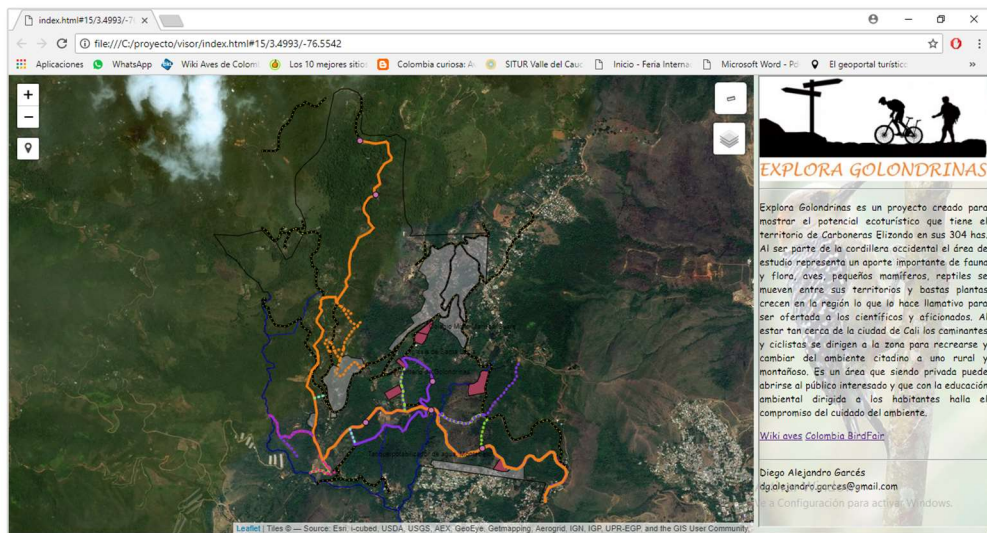 index.html#15/3.4993/-7
file:///C:/proyecto/visor/index.html#15/3.4993/-76.5542
Aplicaciones WhatsApp Wiki Aves de Colom Los 10 mejores sitio Colombia curiosa: A SITUR Valle del Cauc Inicio - Feria Interna Microsoft Word - Pd El geoportal turístic »
+
−
EXPLORA GOLONDRINAS
Explora Golondrinas es un proyecto creado para
mostrar el potencial ecoturístico que tiene el
territorio de Carboneras Elizondo en sus 304 has.
Al ser parte de la cordillera occidental el área de
estudio representa un aporte importante de fauna
y flora, aves, pequeños mamíferos, reptiles se
mueven entre sus territorios y bastas plantas
crecen en la región lo que lo hace llamativo para
ser ofertada a los científicos y aficionados. Al
estar tan cerca de la ciudad de Cali los caminantes
y ciclistas se dirigen a la zona para recrearse y
cambiar del ambiente citadino a uno rural y
montañoso. Es un área que siendo privada puede
abrirse al público interesado y que con la educación
ambiental dirigida a los habitantes halla el
compromiso del cuidado del ambiente.
Wiki aves Colombia BirdFair
Diego Alejandro Garcés
dg.alejandro.garces@gmail.com
a Configuración para activar Windows.
Leaflet | Tiles © — Source: Esri, i-cubed, USDA, USGS, AEX, GeoEye, Getmapping, Aerogrid, IGN, IGP, UPR-EGP, and the GIS User Community,